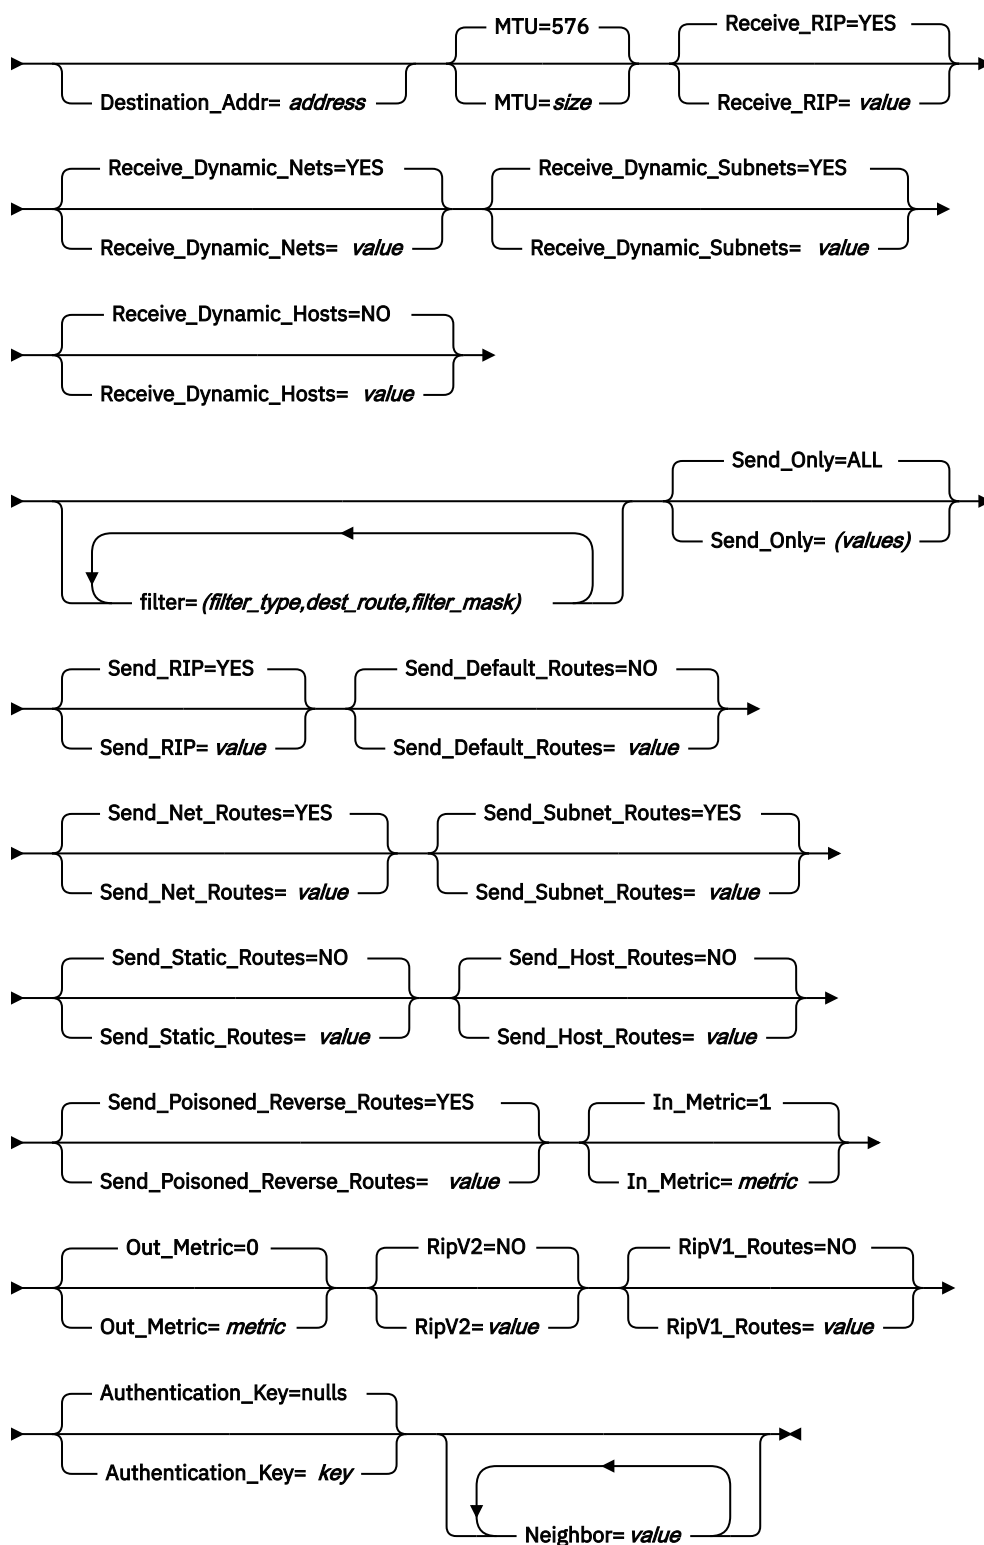 MTU=576
Receive_RIP=YES
Destination_Addr= address
MTU=size
Receive_RIP= value
Receive_Dynamic_Nets=YES
Receive_Dynamic_Subnets=YES
Receive_Dynamic_Nets= value
Receive_Dynamic_Subnets= value
Receive_Dynamic_Hosts=NO
Receive_Dynamic_Hosts= value
Send_Only=ALL
Send_Only= (values)
filter= (filter_type,dest_route,filter_mask)
Send_RIP=YES
Send_Default_Routes=NO
Send_RIP= value
Send_Default_Routes= value
Send_Net_Routes=YES
Send_Subnet_Routes=YES
Send_Net_Routes= value
Send_Subnet_Routes= value
Send_Static_Routes=NO
Send_Host_Routes=NO
Send_Static_Routes= value
Send_Host_Routes= value
Send_Poisoned_Reverse_Routes=YES
In_Metric=1
Send_Poisoned_Reverse_Routes= value
In_Metric= metric
Out_Metric=0
RipV2=NO
RipV1_Routes=NO
Out_Metric= metric
RipV2= value
RipV1_Routes= value
Authentication_Key=nulls
Authentication_Key= key
Neighbor= value